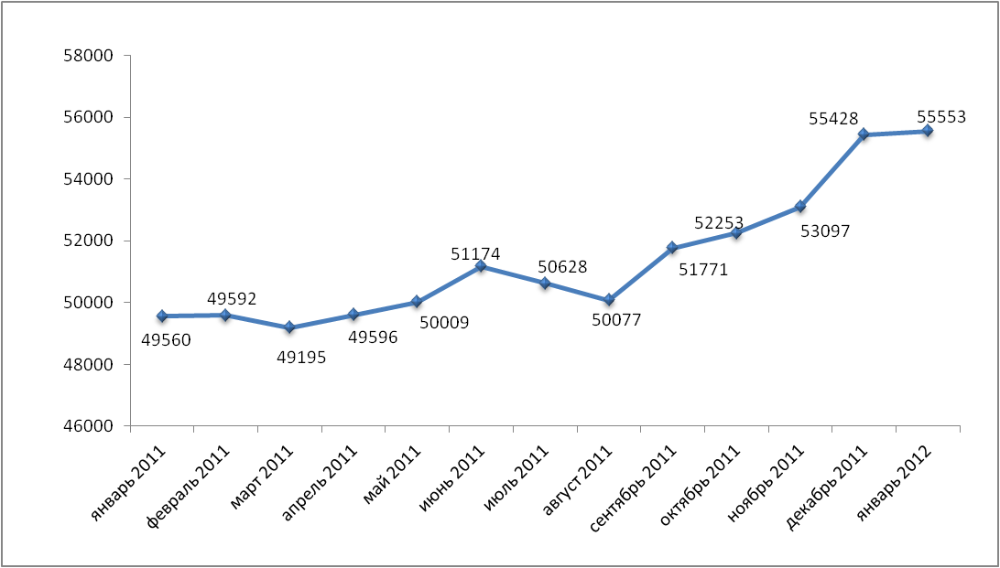 58000
56000
54000
52000
50000
48000
46000
49560
49592
49195
49596
50009
51174
50628
50077
51771
52253
53097
55428
55553
январь 2011
февраль 2011
март 2011
апрель 2011
май 2011
июнь 2011
июль 2011
август 2011
сентябрь 2011
октябрь 2011
ноябрь 2011
декабрь 2011
январь 2012